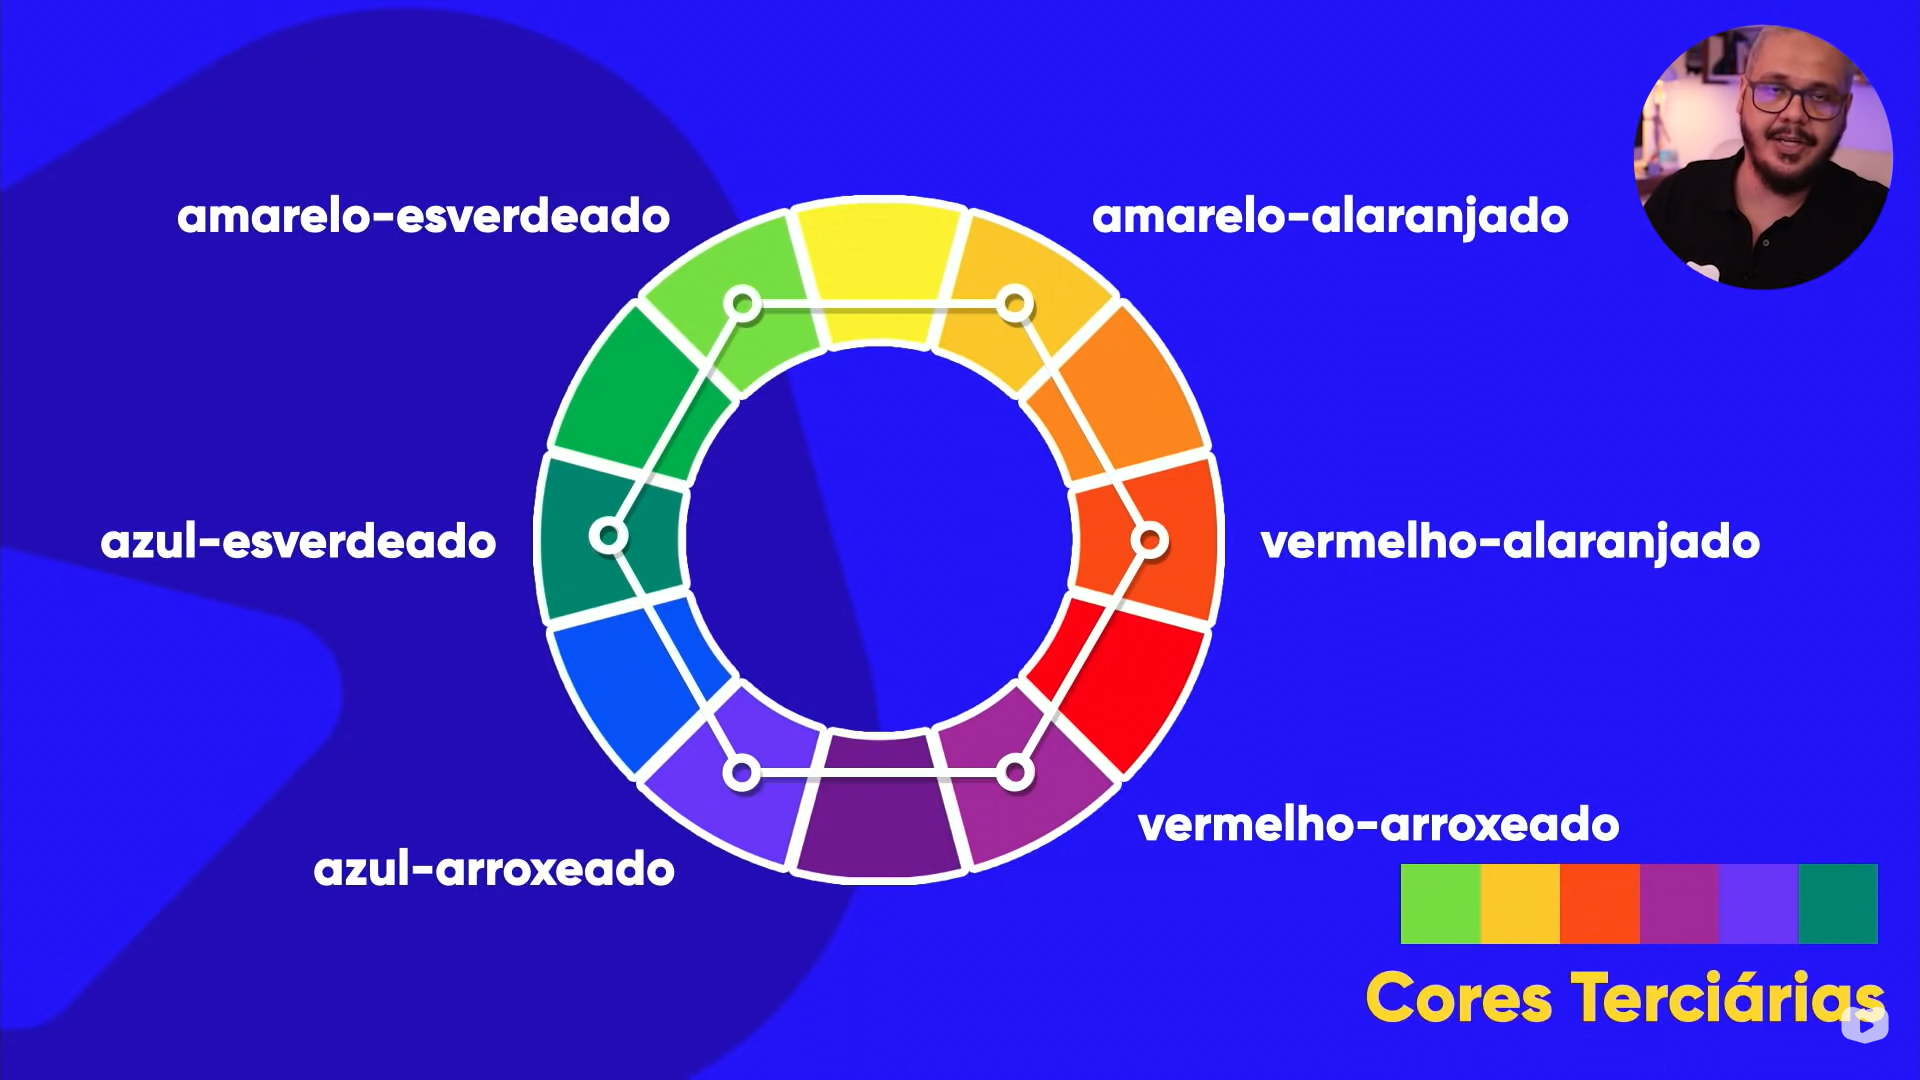 amarelo-esverdeado
amarelo-alaranjado
azul-esverdeado
vermelho-alaranjado
vermelho-arroxeado
azul-arroxeado
Cores Terciárias